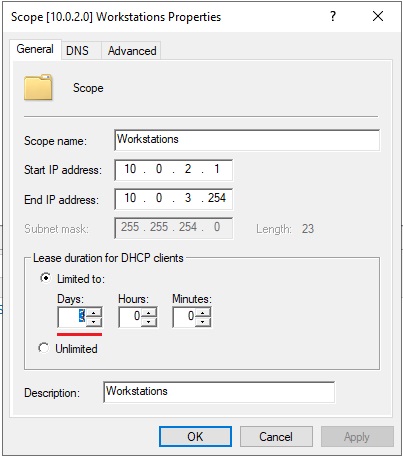 Scope [10.0.2.0] Workstations Properties
? ×
General DNS Advanced
Scope
Scope name: Workstations
Start IP address: 10 . 0 . 2 . 1
End IP address: 10 . 0 . 3 . 254
Subnet mask: 255 . 255 . 254 . 0 Length: 23
Lease duration for DHCP clients
Limited to:
Days: Hours: Minutes:
0 0
Unlimited
Description: Workstations
OK Cancel Apply